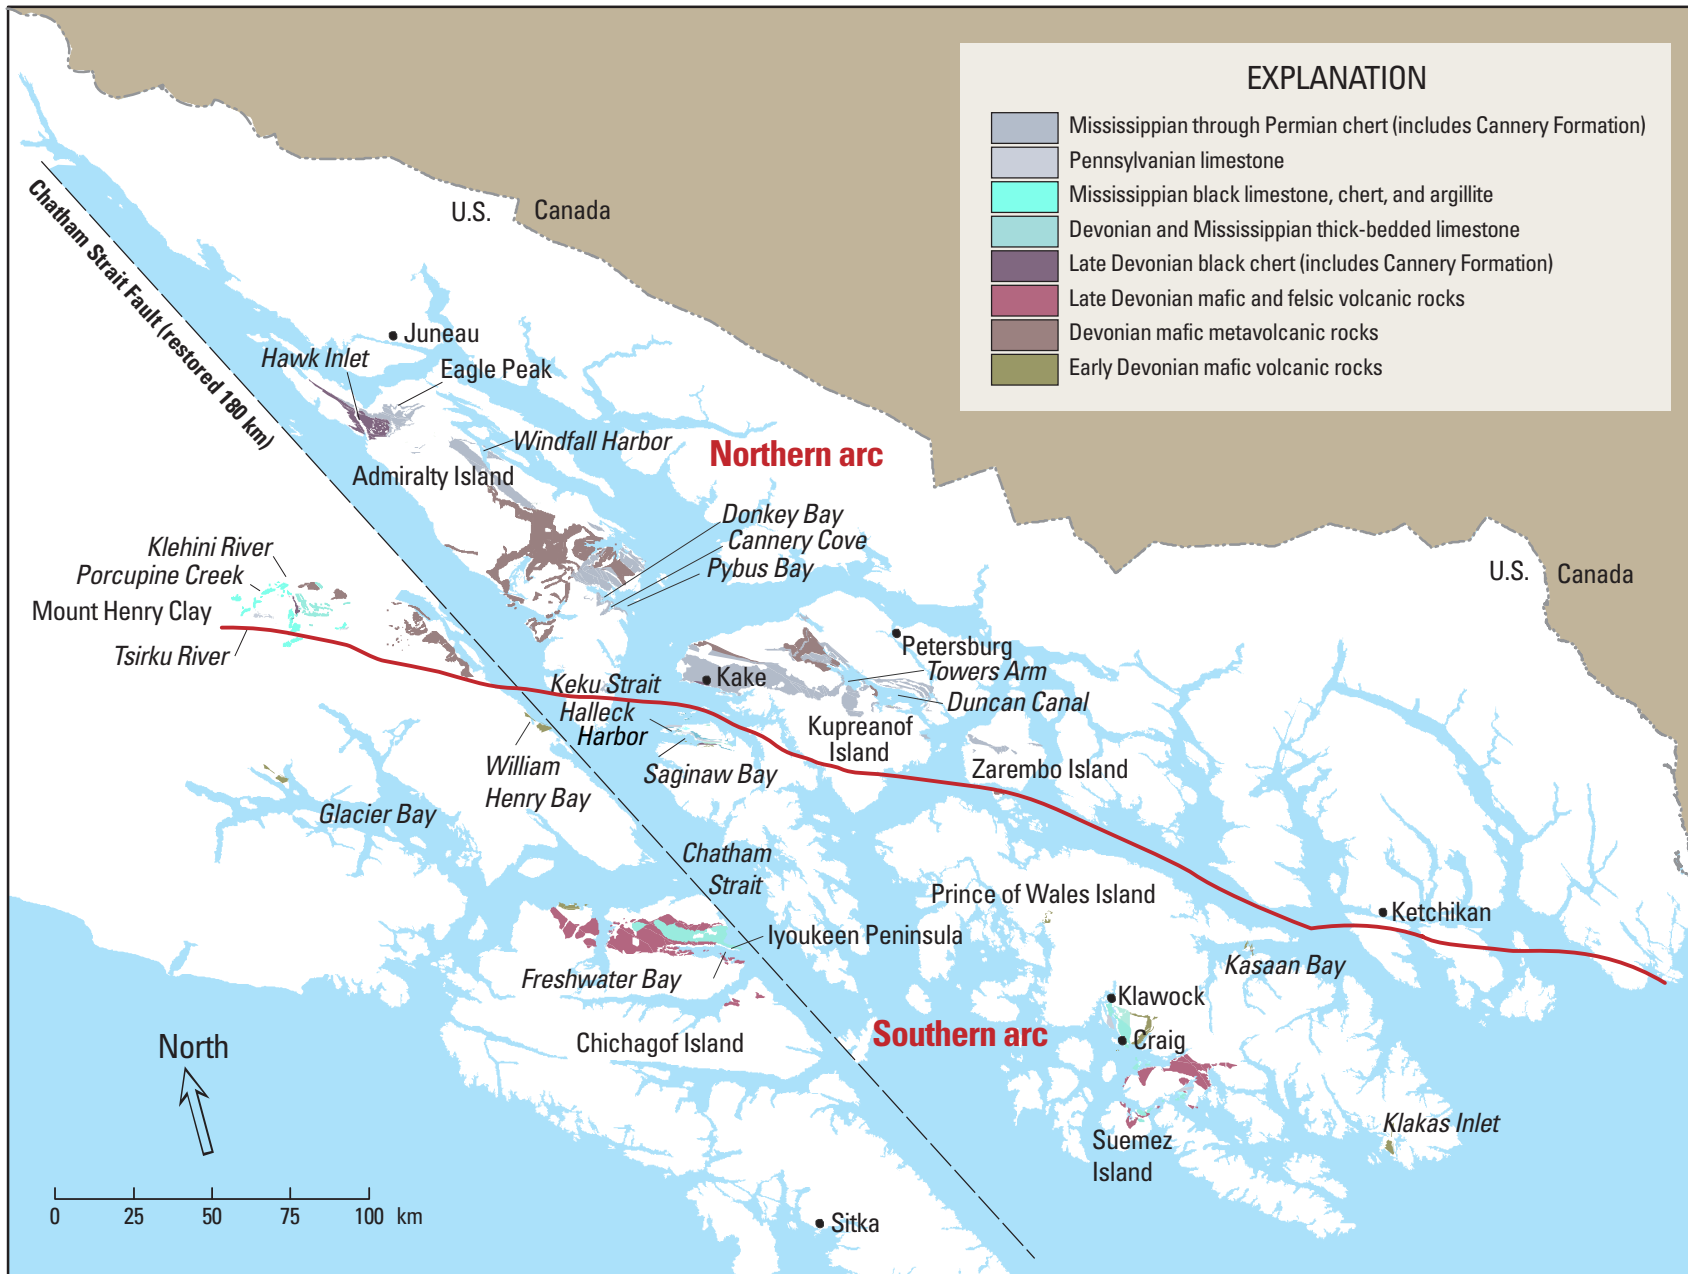 EXPLANATION
Mississippian through Permian chert (includes Cannery Formation)
Pennsylvanian limestone
Mississippian black limestone, chert, and argillite
Devonian and Mississippian thick-bedded limestone
Late Devonian black chert (includes Cannery Formation)
Late Devonian mafic and felsic volcanic rocks
Devonian mafic metavolcanic rocks
Early Devonian mafic volcanic rocks
U.S.
Canada
Chatham Strait Fault (restored 180 km)
Juneau
Hawk Inlet
Eagle Peak
Windfall Harbor
Northern arc
Admiralty Island
Donkey Bay
Cannery Cove
Pybus Bay
Klehini River
Porcupine Creek
Mount Henry Clay
Tsirku River
U.S.
Canada
Petersburg
Towers Arm
Kake
Duncan Canal
Keku Strait
Halleck
Harbor
Kupreanof
Island
Saginaw Bay
Zarembo Island
William
Henry Bay
Glacier Bay
Chatham
Strait
Prince of Wales Island
Ketchikan
Iyoukeen Peninsula
Kasaan Bay
Freshwater Bay
Klawock
Southern arc
Craig
Chichagof Island
North
Klakas Inlet
Suemez
Island
Sitka
0 25 50 75 100 km